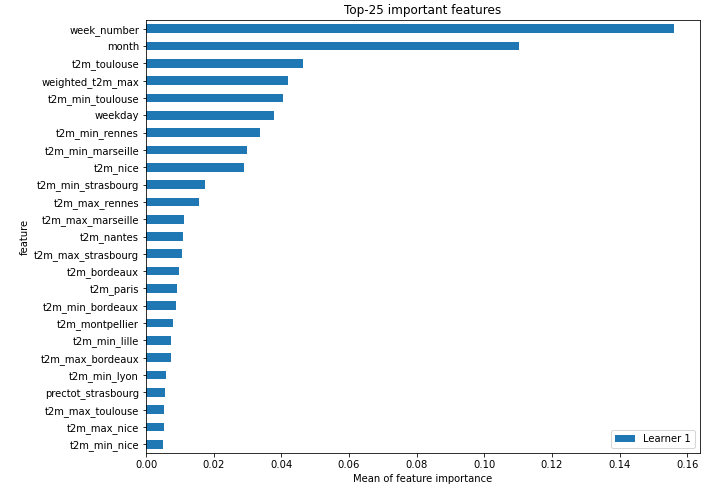 Top-25 important features
week_number
month
t2m_toulouse
weighted_t2m_max
t2m_min_toulouse
weekday
t2m_min_rennes
t2m_min_marseille
t2m_nice
t2m_min_strasbourg
t2m_max_rennes
t2m_max_marseille
t2m_nantes
t2m_max_strasbourg
t2m_bordeaux
t2m_paris
t2m_min_bordeaux
t2m_montpellier
t2m_min_lille
t2m_max_bordeaux
t2m_min_lyon
prectot_strasbourg
t2m_max_toulouse
t2m_max_nice
t2m_min_nice
feature
Learner 1
0.00 0.02 0.04 0.06 0.08 0.10 0.12 0.14 0.16
Mean of feature importance